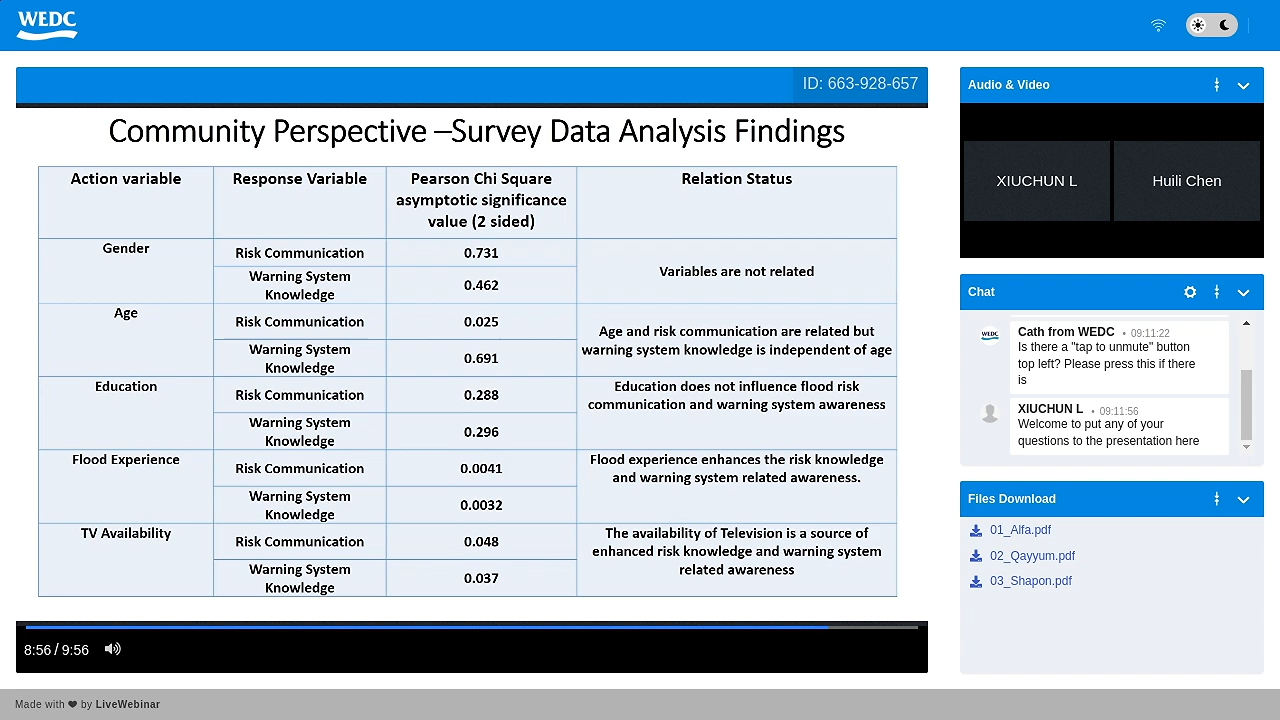 WEDC
ID: 663-928-657
Community Perspective –Survey Data Analysis Findings
Action variable
Response Variable
Pearson Chi Square
asymptotic significance
value (2 sided)
Relation Status
Gender
Risk Communication
0.731
Variables are not related
Warning System
Knowledge
0.462
Age
Risk Communication
0.025
Age and risk communication are related but
warning system knowledge is independent of age
Warning System
Knowledge
0.691
Education
Risk Communication
0.288
Education does not influence flood risk
communication and warning system awareness
Warning System
Knowledge
0.296
Flood Experience
Risk Communication
0.0041
Flood experience enhances the risk knowledge
and warning system related awareness.
Warning System
Knowledge
0.0032
TV Availability
Risk Communication
0.048
The availability of Television is a source of
enhanced risk knowledge and warning system
related awareness
Warning System
Knowledge
0.037
8:56 / 9:56
Audio & Video
XIUCHUN L
Huili Chen
Chat
WEDC
Cath from WEDC • 09:11:22
Is there a "tap to unmute" button
top left? Please press this if there
is
XIUCHUN L • 09:11:56
Welcome to put any of your
questions to the presentation here
Files Download
01_Alfa.pdf
02_Qayyum.pdf
03_Shapon.pdf
Made with ❤ by LiveWebinar